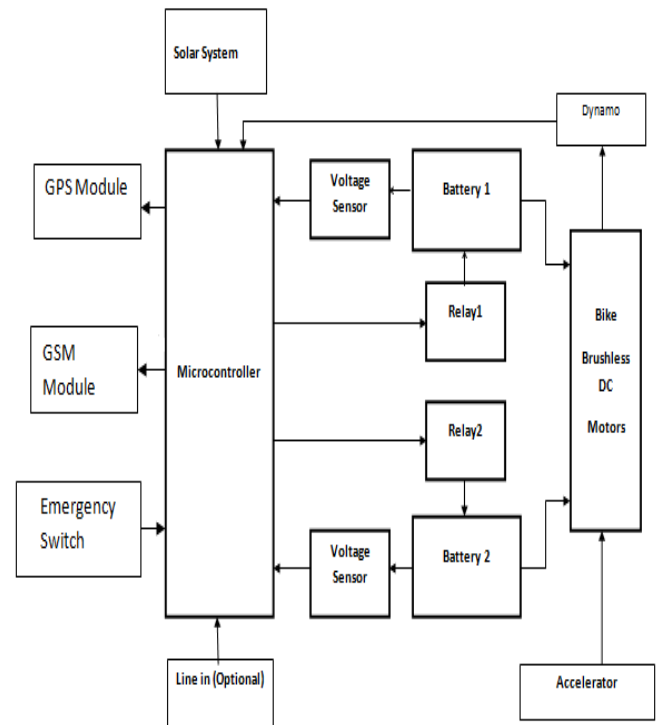 Solar System
Dynamo
GPS Module
Voltage
Sensor
Battery 1
Relay1
Bike
Brushless
DC
Motors
GSM
Module
Microcontroller
Relay2
Emergency
Switch
Voltage
Sensor
Battery 2
Line in (Optional)
Accelerator